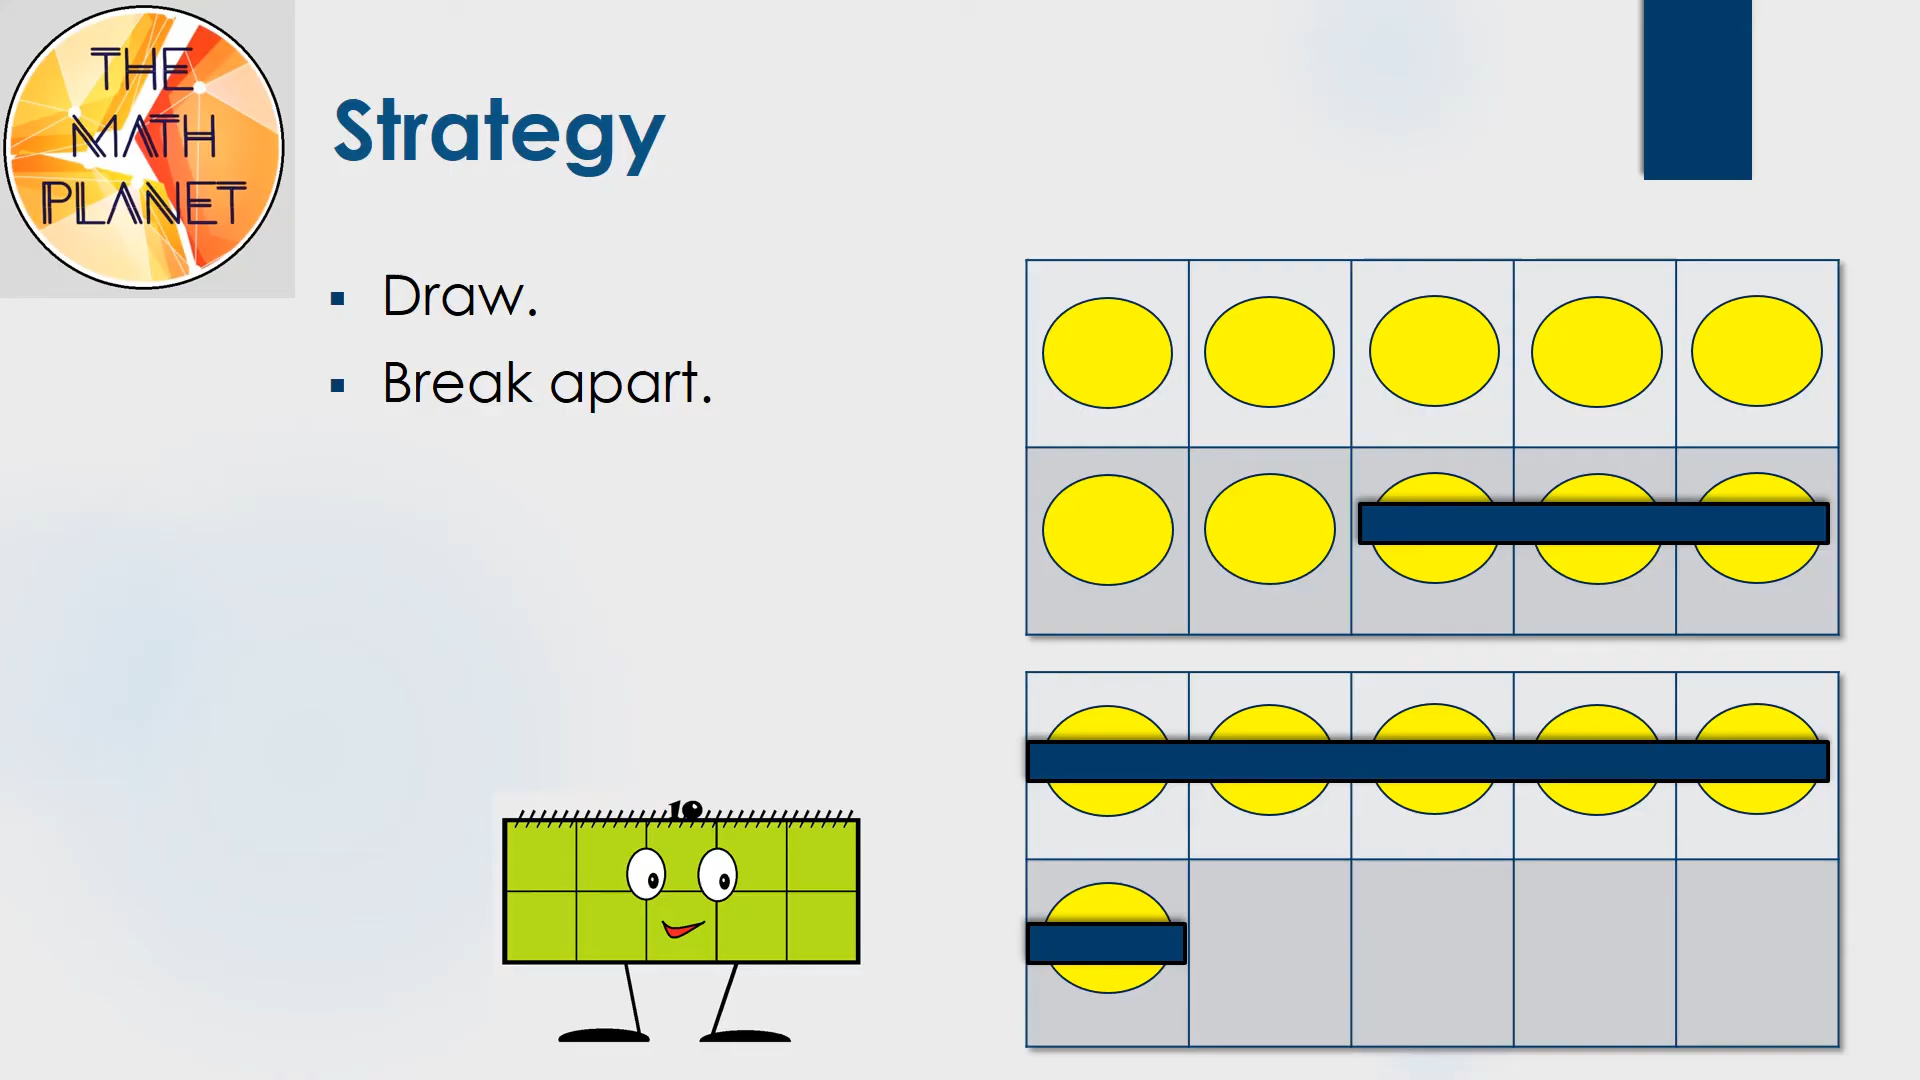 THE
MATH
PLANET
Strategy
▪ Draw.
▪ Break apart.
10